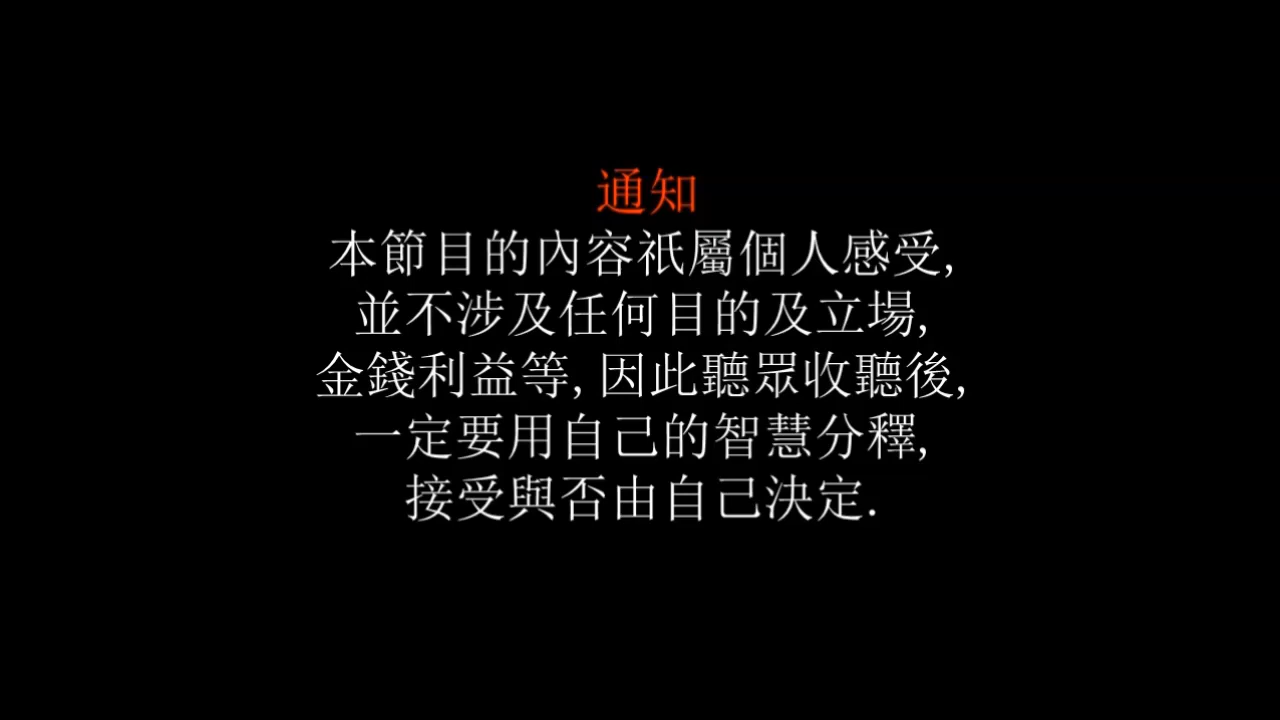 通知
本節目的內容祇屬個人感受,
並不涉及任何目的及立場,
金錢利益等, 因此聽眾收聽後,
一定要用自己的智慧分釋,
接受與否由自己決定.